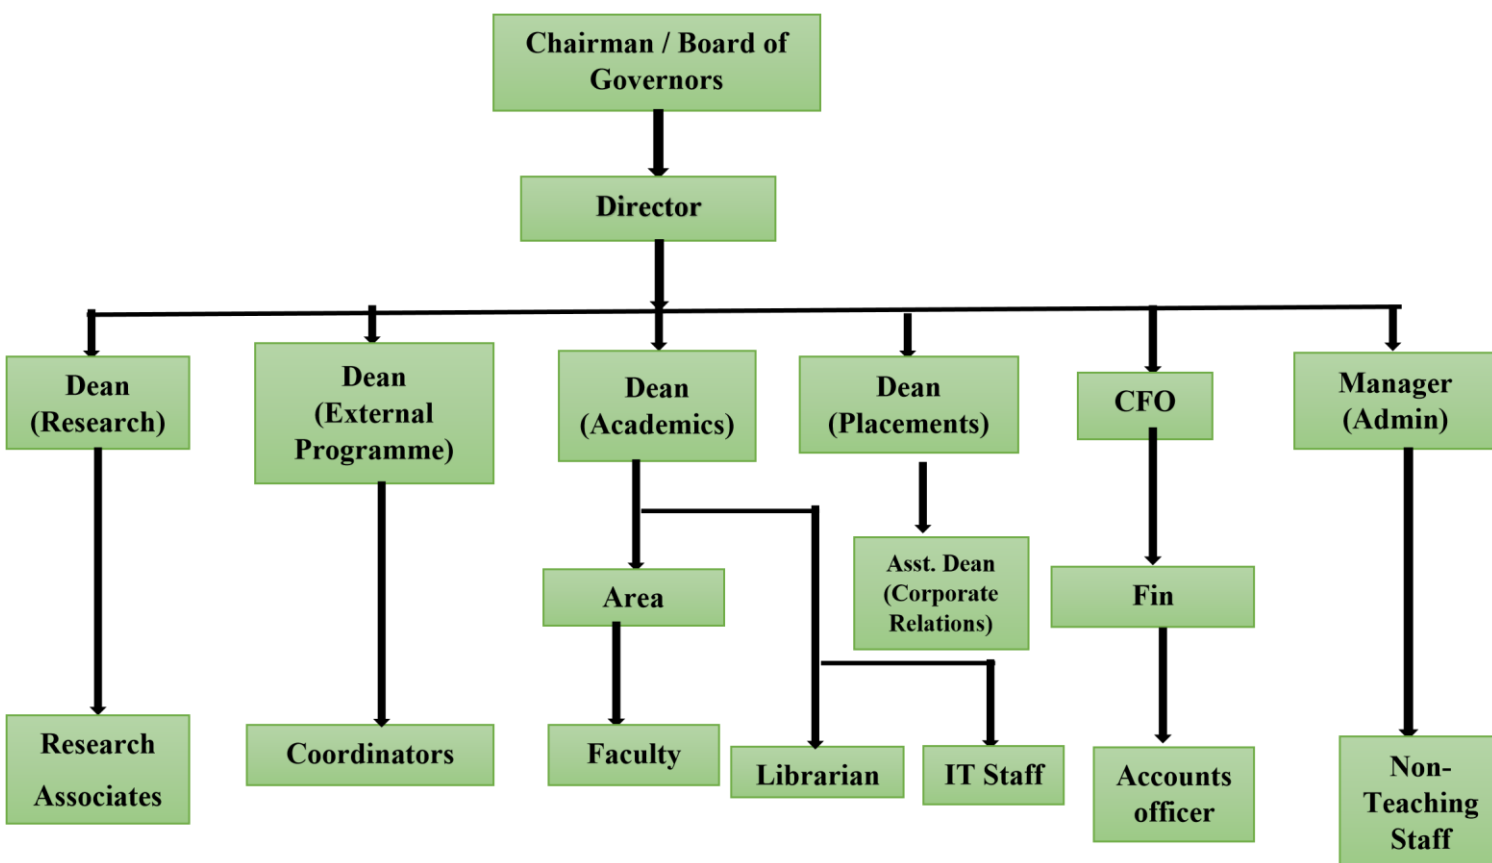 Chairman / Board of
Governors
Director
Dean
(Research)
Dean
(External
Programme)
Dean
(Academics)
Dean
(Placements)
CFO
Manager
(Admin)
Asst. Dean
(Corporate
Relations)
Area
Fin
Research
Associates
Coordinators
Faculty
Librarian
IT Staff
Accounts
officer
Non-
Teaching
Staff